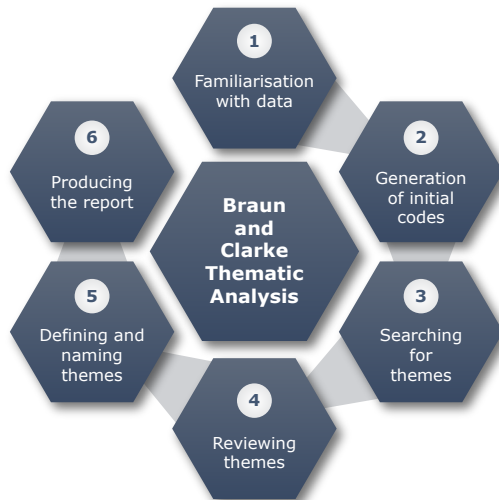 1
Familiarisation
with data
2
Generation
of initial
codes
3
Searching
for
themes
4
Reviewing
themes
5
Defining and
naming
themes
6
Producing
the report
Braun
and
Clarke
Thematic
Analysis